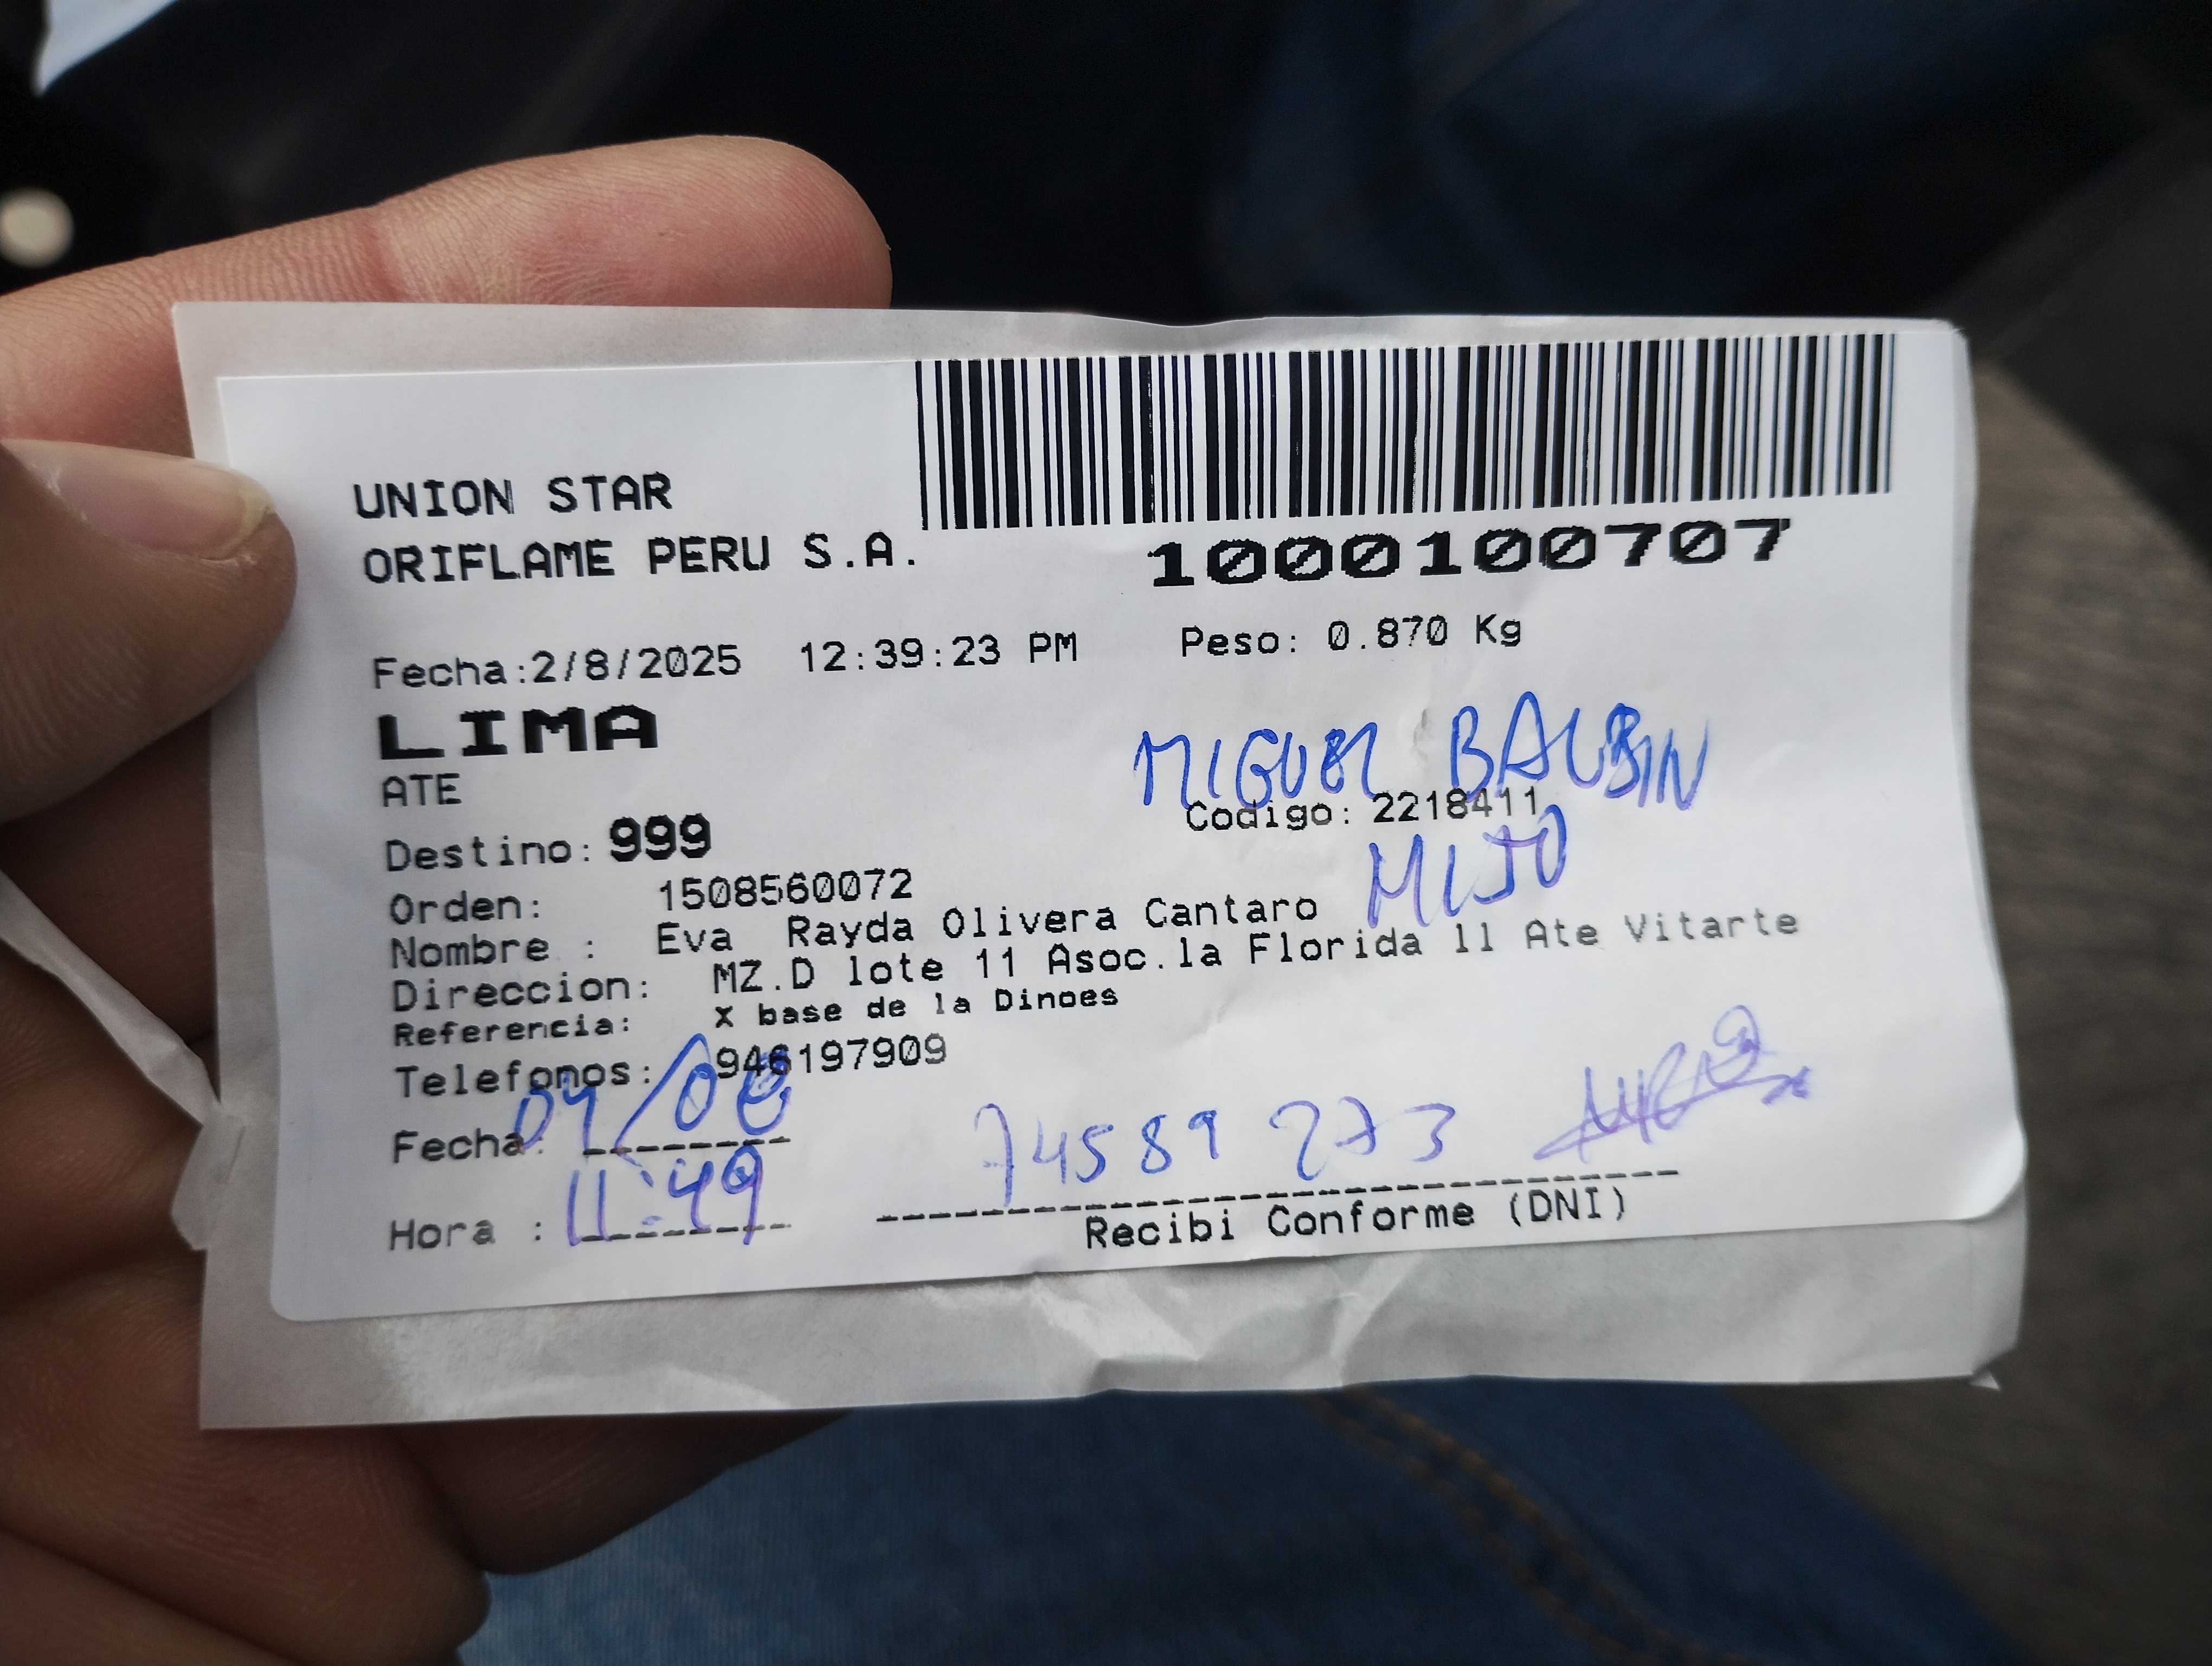 UNION STAR
ORIFLAME PERU S.A.
1000100707
Fecha:2/8/2025 12:39:23 PM Peso: 0.870 Kg
LIMA
ATE
MIGUEL BALBIN
Codigo: 2218411
Destino: 999
Orden: 1508560072
Nombre : Eva Rayda Olivera Cantaro
Direccion: MZ.D lote 11 Asoc.la Florida 11 Ate Vitarte
Referencia: x base de la Dinoes
Telefonos: 946197909
Fecha: 04/08
74589273
Hora : 11:49
Recibi Conforme (DNI)